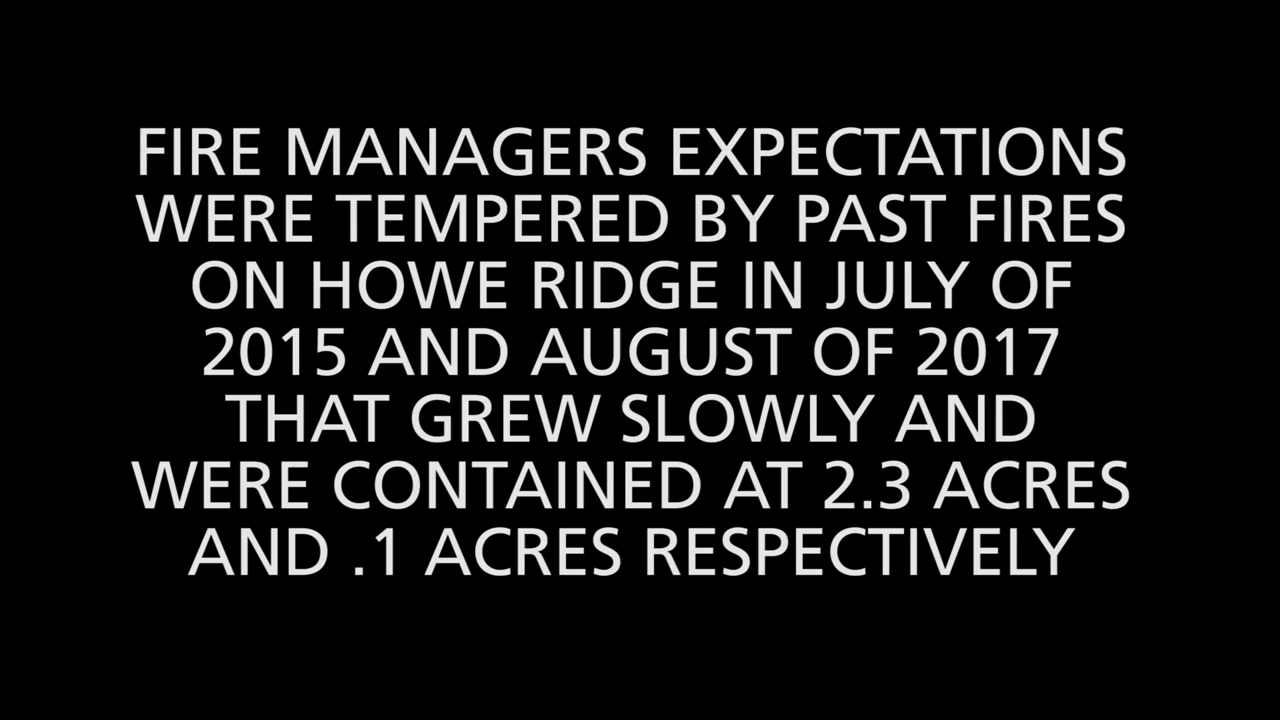 FIRE MANAGERS EXPECTATIONS
WERE TEMPERED BY PAST FIRES
ON HOWE RIDGE IN JULY OF
2015 AND AUGUST OF 2017
THAT GREW SLOWLY AND
WERE CONTAINED AT 2.3 ACRES
AND .1 ACRES RESPECTIVELY